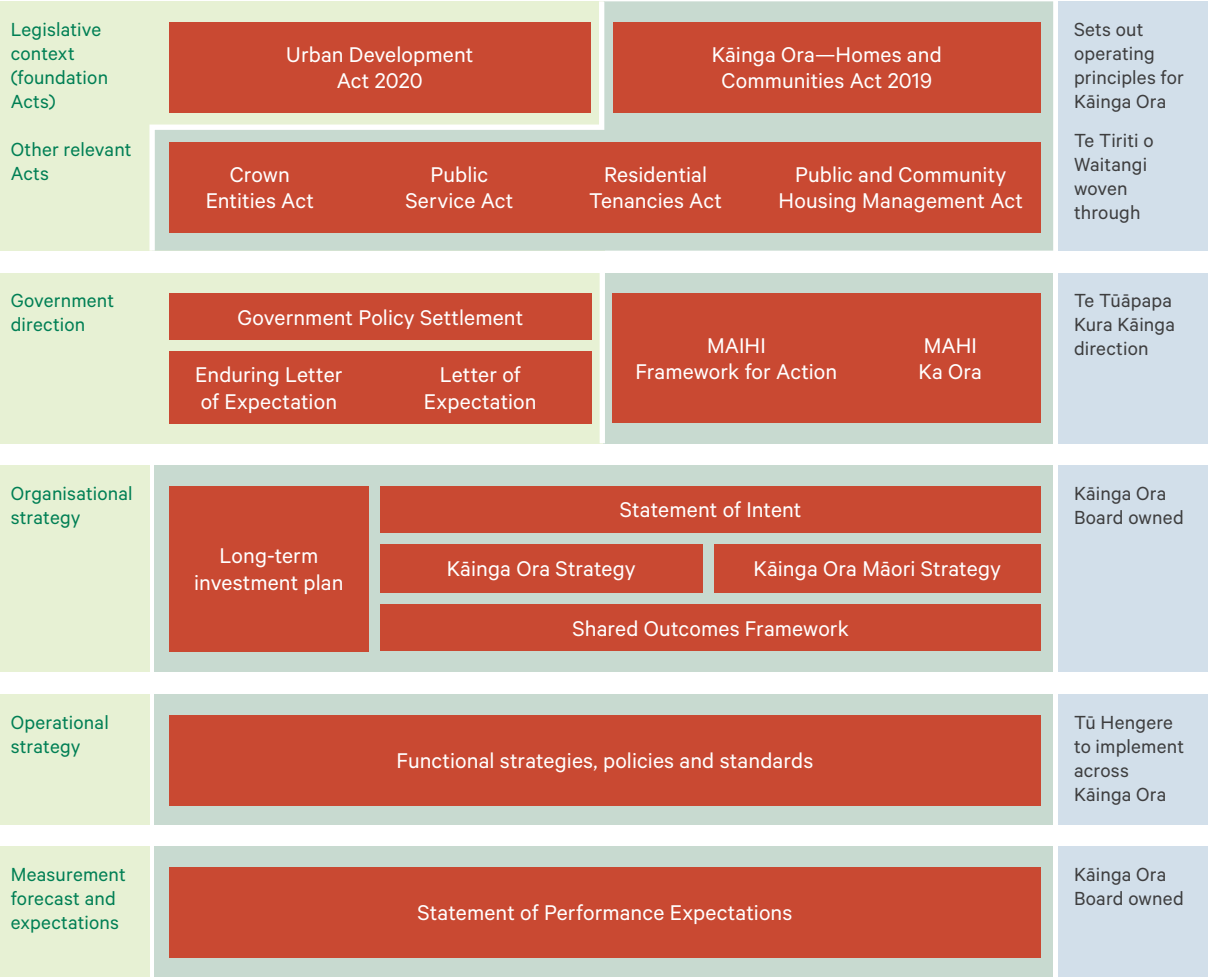 Legislative
context
(foundation
Acts)
Urban Development
Act 2020
Kāinga Ora—Homes and
Communities Act 2019
Sets out
operating
principles for
Kāinga Ora
Other relevant
Acts
Crown
Entities Act
Public
Service Act
Residential
Tenancies Act
Public and Community
Housing Management Act
Te Tiriti o
Waitangi
woven
through
Government
direction
Government Policy Settlement
Enduring Letter
of Expectation
Letter of
Expectation
MAIHI
Framework for Action
MAHI
Ka Ora
Te Tūāpapa
Kura Kāinga
direction
Organisational
strategy
Long-term
investment plan
Statement of Intent
Kāinga Ora Strategy
Kāinga Ora Māori Strategy
Shared Outcomes Framework
Kāinga Ora
Board owned
Operational
strategy
Functional strategies, policies and standards
Tū Hengere
to implement
across
Kāinga Ora
Measurement
forecast and
expectations
Statement of Performance Expectations
Kāinga Ora
Board owned